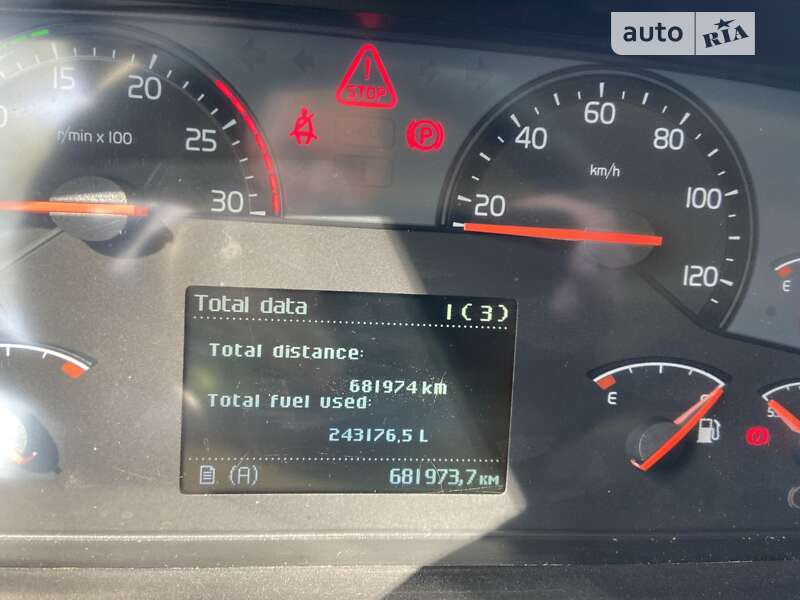 auto RIA
15
20
25
30
r/min x 100
STOP
P
20
40
60
80
100
120
km/h
Total data 1(3)
Total distance:
681974 km
Total fuel used:
243176,5 L
(A) 681973,7 км
E
E